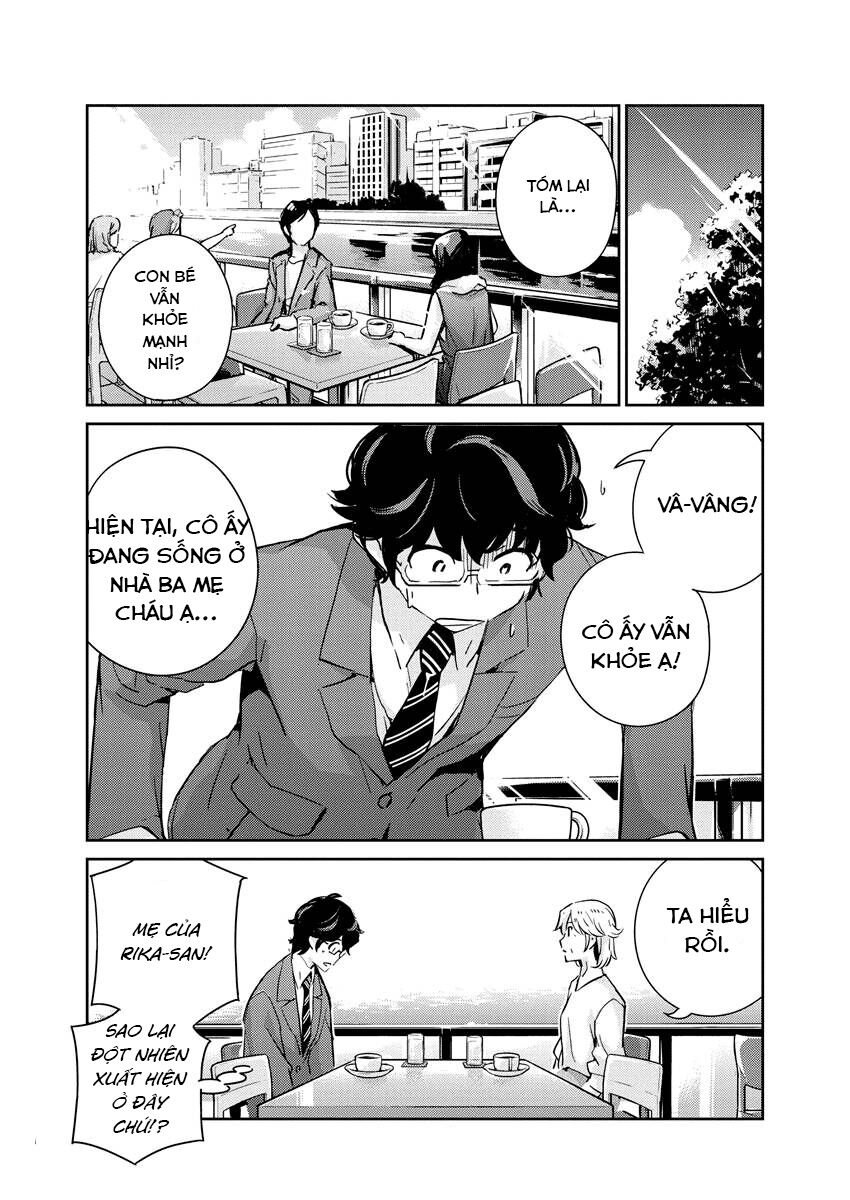 TÓM LẠI
LÀ...
CON BÉ
VẪN
KHỎE
MẠNH
NHỈ?
VÂ-VÂNG!
CÔ ẤY VẪN
KHỎE Ạ!
HIỆN TẠI, CÔ ẤY
ĐANG SỐNG Ở
NHÀ BA MẸ
CHÁU Ạ...
TA HIỂU
RỒI.
MẸ CỦA
RIKA-SAN!
SAO LẠI
ĐỘT NHIÊN
XUẤT HIỆN
Ở ĐÂY
CHỨ!?